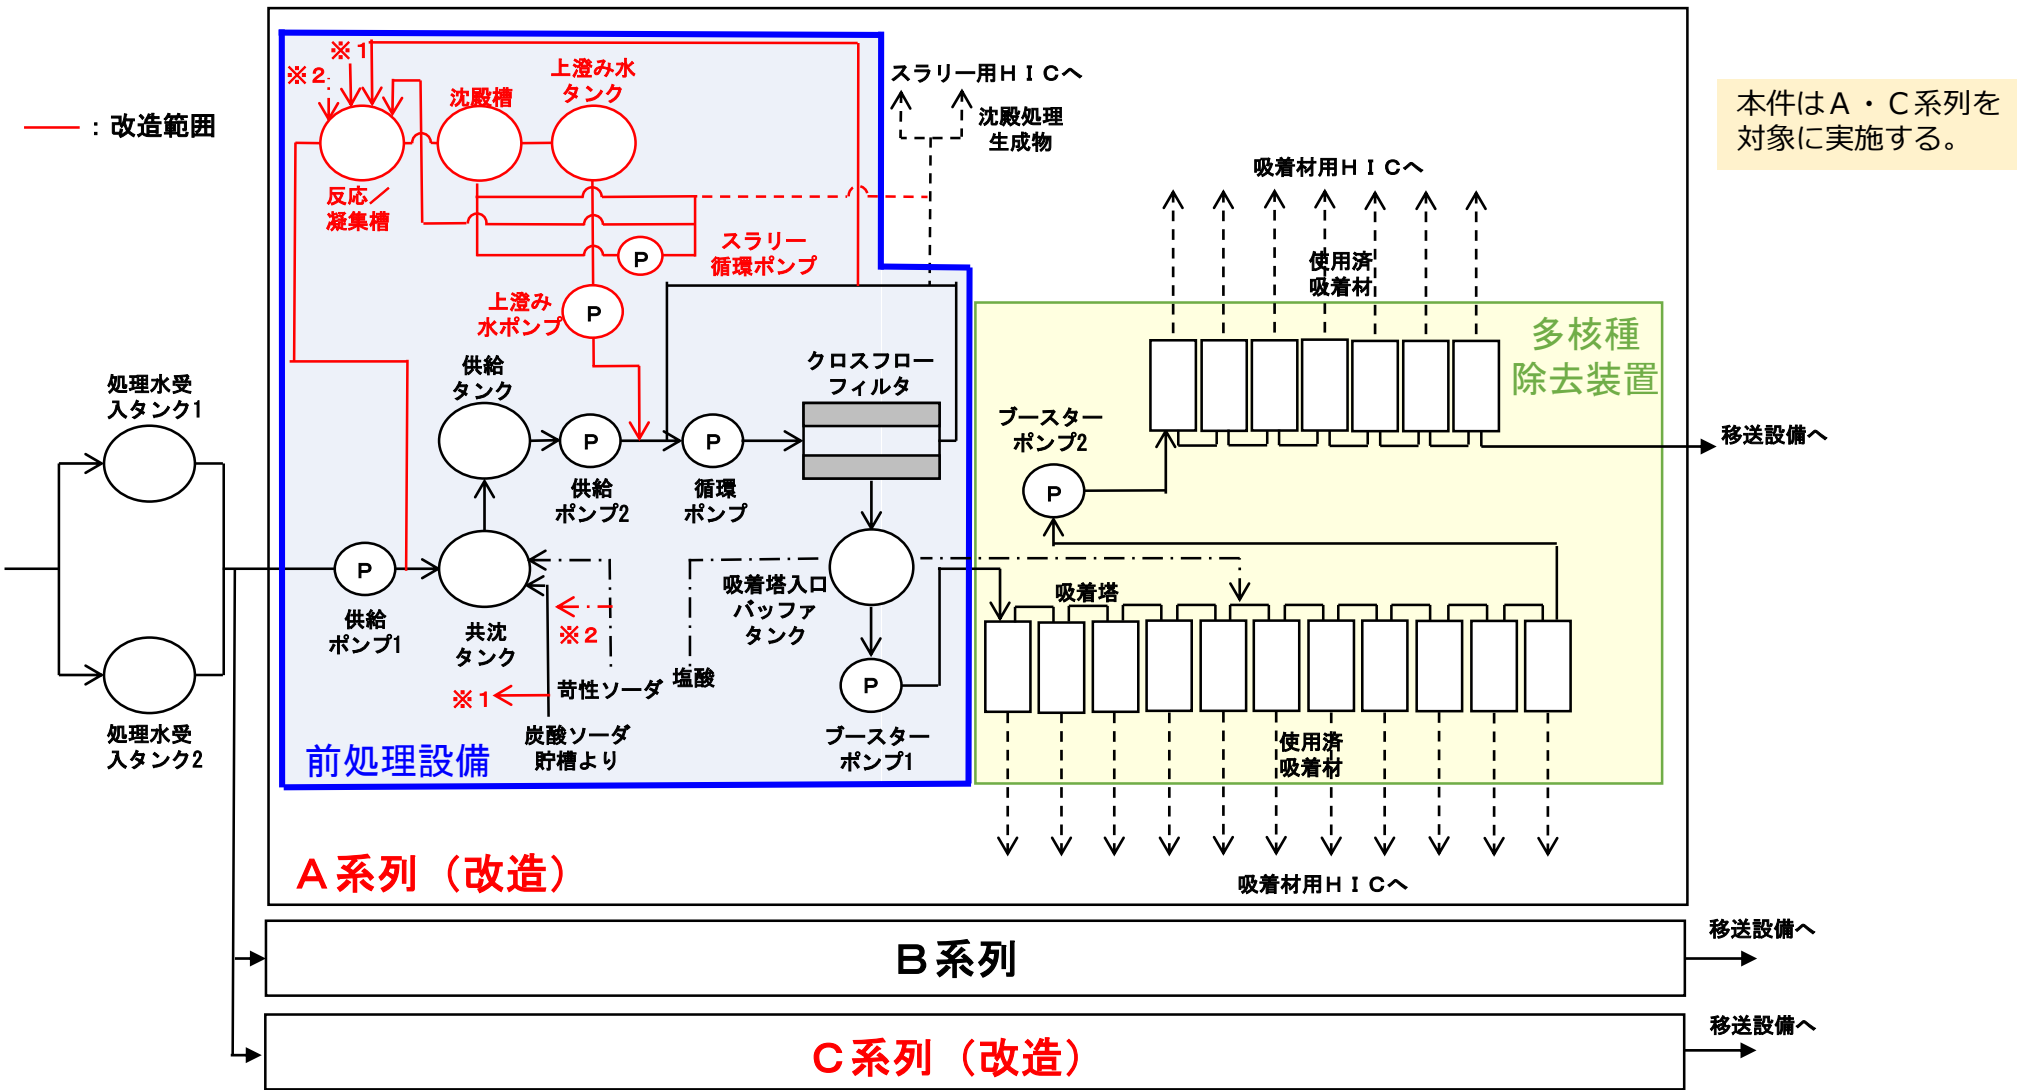 ：改造範囲
※１
※２
沈殿槽
上澄み水
タンク
反応／
凝集槽
スラリー
循環ポンプ
P
上澄み
水ポンプ
P
スラリー用ＨＩＣへ
沈殿処理
生成物
本件はＡ・Ｃ系列を
対象に実施する。
吸着材用ＨＩＣへ
使用済
吸着材
多核種
除去装置
処理水受
入タンク1
供給
タンク
クロスフロー
フィルタ
ブースター
ポンプ2
P
移送設備へ
P
供給
ポンプ2
P
循環
ポンプ
P
供給
ポンプ1
共沈
タンク
※２
※１
苛性ソーダ
塩酸
炭酸ソーダ
貯槽より
吸着塔入口
バッファ
タンク
吸着塔
P
ブースター
ポンプ1
処理水受
入タンク2
前処理設備
使用済
吸着材
吸着材用ＨＩＣへ
Ａ系列（改造）
Ｂ系列
移送設備へ
Ｃ系列（改造）
移送設備へ